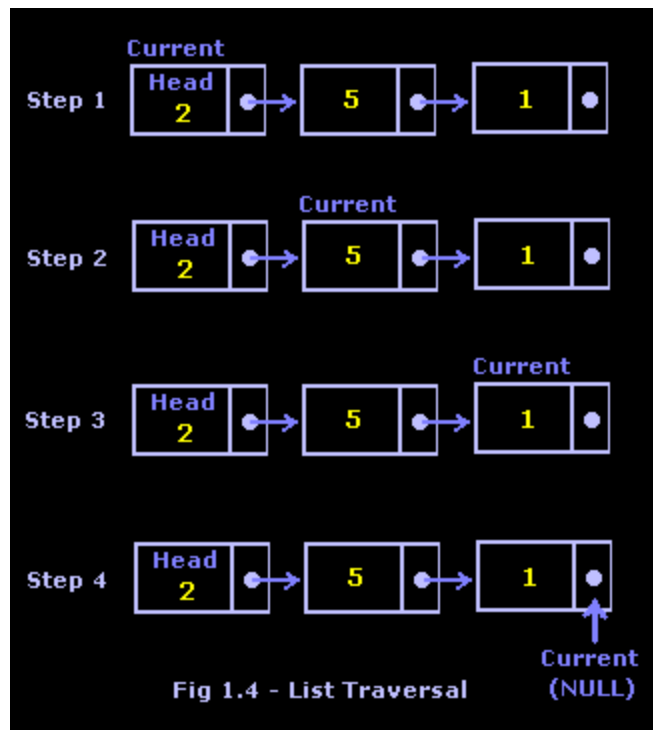 Current
Step 1 Head 2 5 1
Current
Step 2 Head 2 5 1
Current
Step 3 Head 2 5 1
Step 4 Head 2 5 1
Current
(NULL)
Fig 1.4 - List Traversal